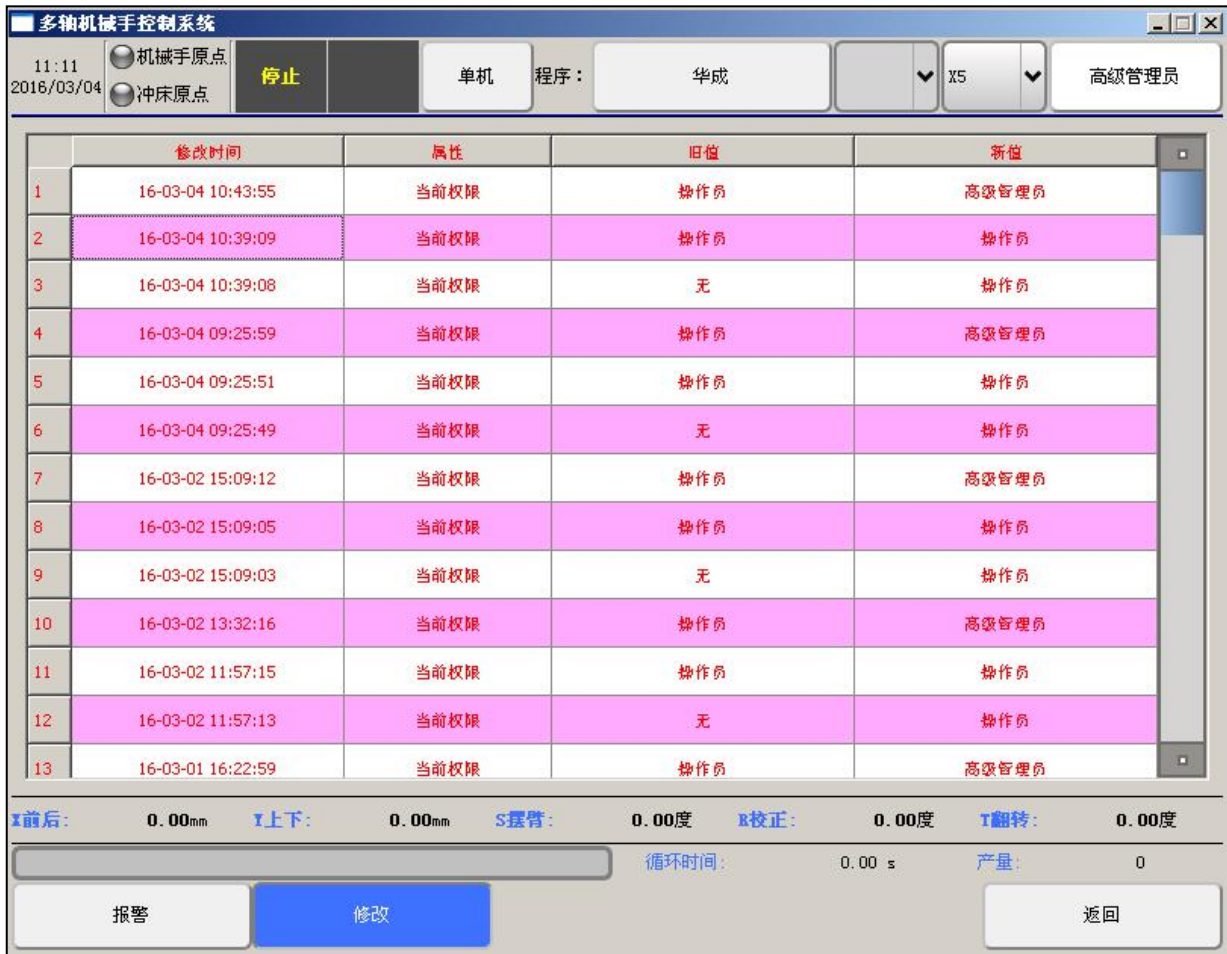 多轴机械手控制系统
11:11
2016/03/04
机械手原点
冲床原点
停止
单机
程序：
华成
X5
高级管理员
修改时间 属性 旧值 新值
1 16-03-04 10:43:55 当前权限 操作员 高级管理员
2 16-03-04 10:39:09 当前权限 操作员 操作员
3 16-03-04 10:39:08 当前权限 无 操作员
4 16-03-04 09:25:59 当前权限 操作员 高级管理员
5 16-03-04 09:25:51 当前权限 操作员 操作员
6 16-03-04 09:25:49 当前权限 无 操作员
7 16-03-02 15:09:12 当前权限 操作员 高级管理员
8 16-03-02 15:09:05 当前权限 操作员 操作员
9 16-03-02 15:09:03 当前权限 无 操作员
10 16-03-02 13:32:16 当前权限 操作员 高级管理员
11 16-03-02 11:57:15 当前权限 操作员 操作员
12 16-03-02 11:57:13 当前权限 无 操作员
13 16-03-01 16:22:59 当前权限 操作员 高级管理员
X前后: 0.00mm Y上下: 0.00mm S摆臂: 0.00度 R校正: 0.00度 T翻转: 0.00度
循环时间: 0.00 s 产量: 0
报警 修改 返回